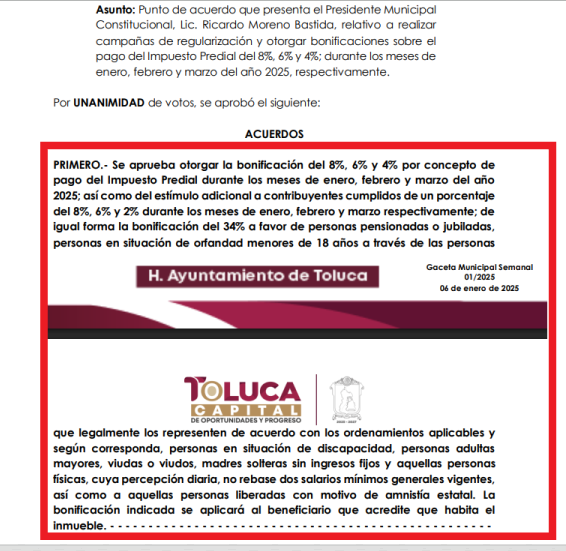 Asunto: Punto de acuerdo que presenta el Presidente Municipal
Constitucional, Lic. Ricardo Moreno Bastida, relativo a realizar
campañas de regularización y otorgar bonificaciones sobre el
pago del Impuesto Predial del 8%, 6% y 4%; durante los meses de
enero, febrero y marzo del año 2025, respectivamente.
Por UNANIMIDAD de votos, se aprobó el siguiente:
ACUERDOS
PRIMERO.- Se aprueba otorgar la bonificación del 8%, 6% y 4% por concepto de
pago del Impuesto Predial durante los meses de enero, febrero y marzo del año
2025; así como del estímulo adicional a contribuyentes cumplidos de un porcentaje
del 8%, 6% y 2% durante los meses de enero, febrero y marzo respectivamente; de
igual forma la bonificación del 34% a favor de personas pensionadas o jubiladas,
personas en situación de orfandad menores de 18 años a través de las personas
H. Ayuntamiento de Toluca
Gaceta Municipal Semanal
01/2025
06 de enero de 2025
TOLUCA
CAPITAL
DE OPORTUNIDADES Y PROGRESO
que legalmente los representen de acuerdo con los ordenamientos aplicables y
según corresponda, personas en situación de discapacidad, personas adultas
mayores, viudas o viudos, madres solteras sin ingresos fijos y aquellas personas
físicas, cuya percepción diaria, no rebase dos salarios mínimos generales vigentes,
así como a aquellas personas liberadas con motivo de amnistía estatal. La
bonificación indicada se aplicará al beneficiario que acredite que habita el
inmueble. - - - - - - - - - - - - - - - - - - - - - - - - - - - - - - - - - - - - - - - - - - - - - - - -